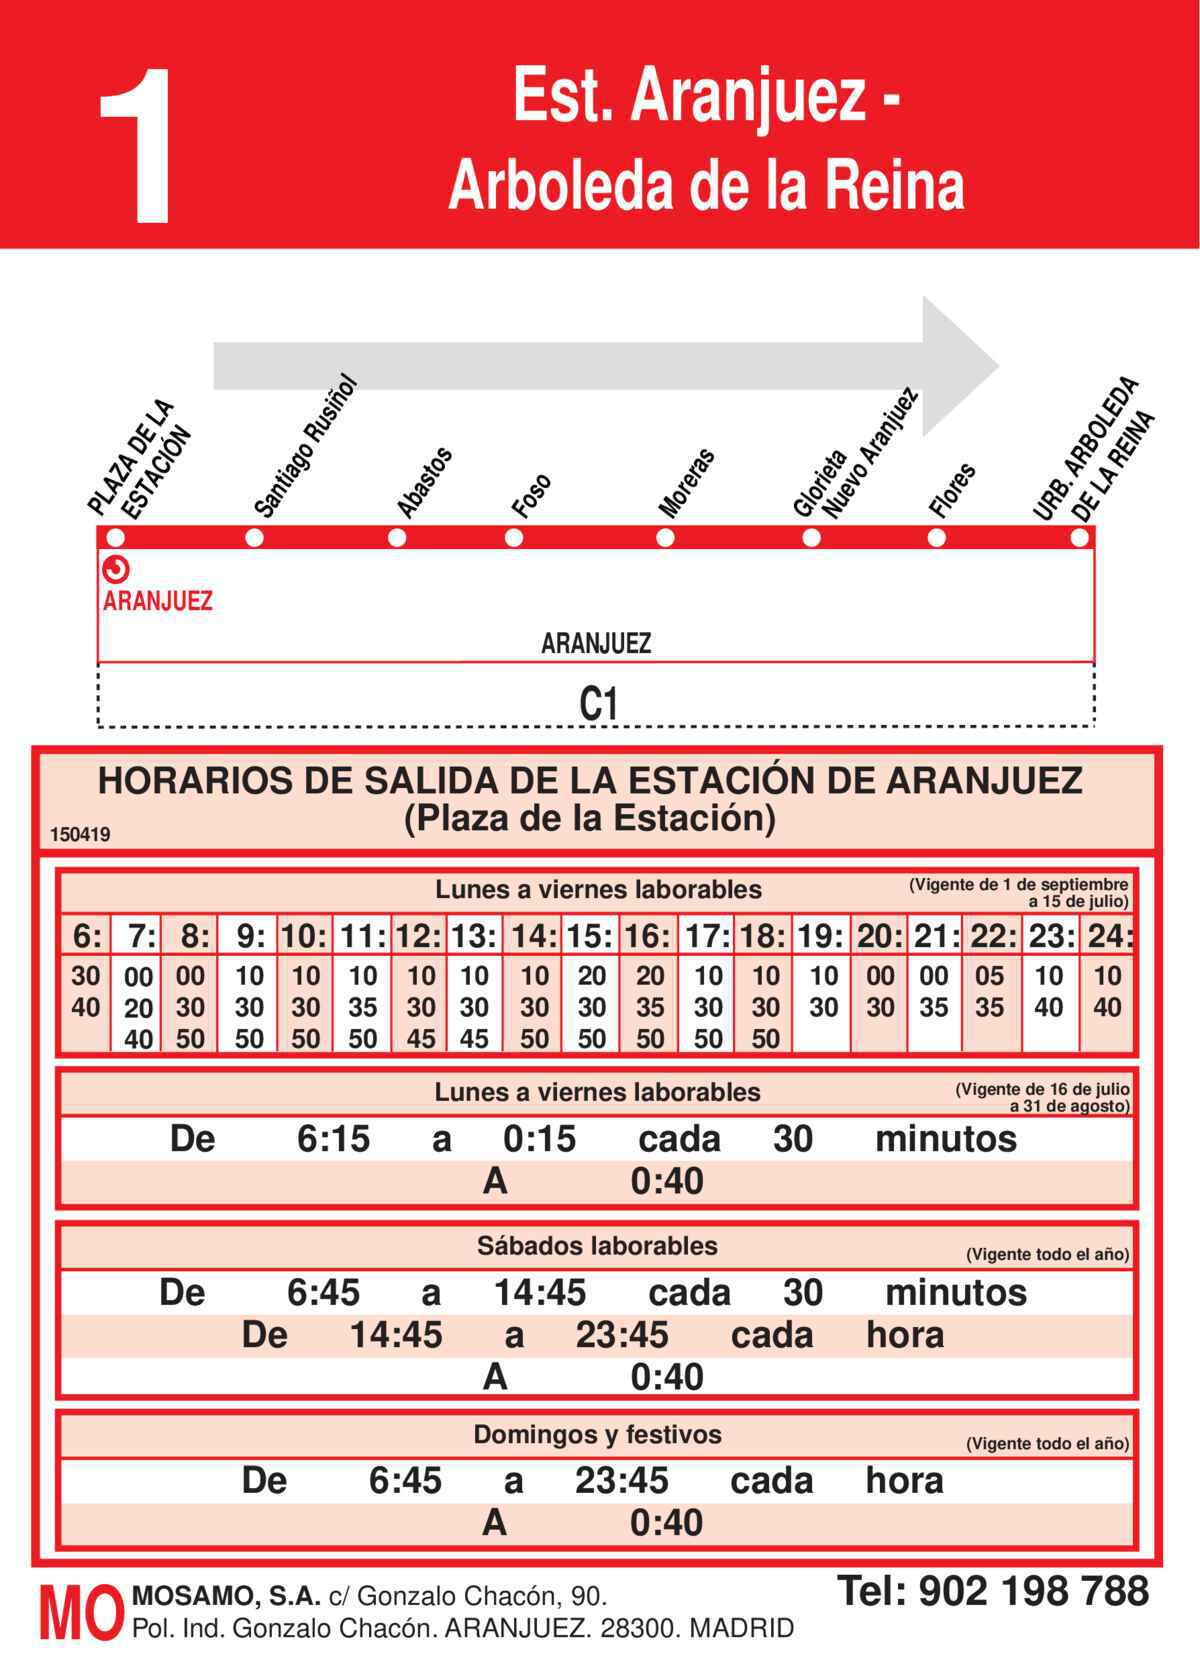 1
Est. Aranjuez -
Arboleda de la Reina
PLAZA DE LA
ESTACIÓN
Santiago Rusiñol
Abastos
Foso
Moreras
Glorieta
Nuevo Aranjuez
Flores
URB. ARBOLEDA
DE LA REINA
ARANJUEZ
ARANJUEZ
C1
HORARIOS DE SALIDA DE LA ESTACIÓN DE ARANJUEZ
(Plaza de la Estación)
150419
Lunes a viernes laborables
(Vigente de 1 de septiembre
a 15 de julio)
6: 7: 8: 9: 10: 11: 12: 13: 14: 15: 16: 17: 18: 19: 20: 21: 22: 23: 24:
30 00 00 10 10 10 10 10 10 20 20 10 10 10 00 00 05 10 10
40 20 30 30 30 35 30 30 30 30 35 30 30 30 30 35 35 40 40
40 50 50 50 50 45 45 50 50 50 50 50
Lunes a viernes laborables
(Vigente de 16 de julio
a 31 de agosto)
De 6:15 a 0:15 cada 30 minutos
A 0:40
Sábados laborables
(Vigente todo el año)
De 6:45 a 14:45 cada 30 minutos
De 14:45 a 23:45 cada hora
A 0:40
Domingos y festivos
(Vigente todo el año)
De 6:45 a 23:45 cada hora
A 0:40
MO
MOSAMO, S.A. c/ Gonzalo Chacón, 90.
Pol. Ind. Gonzalo Chacón. ARANJUEZ. 28300. MADRID
Tel: 902 198 788